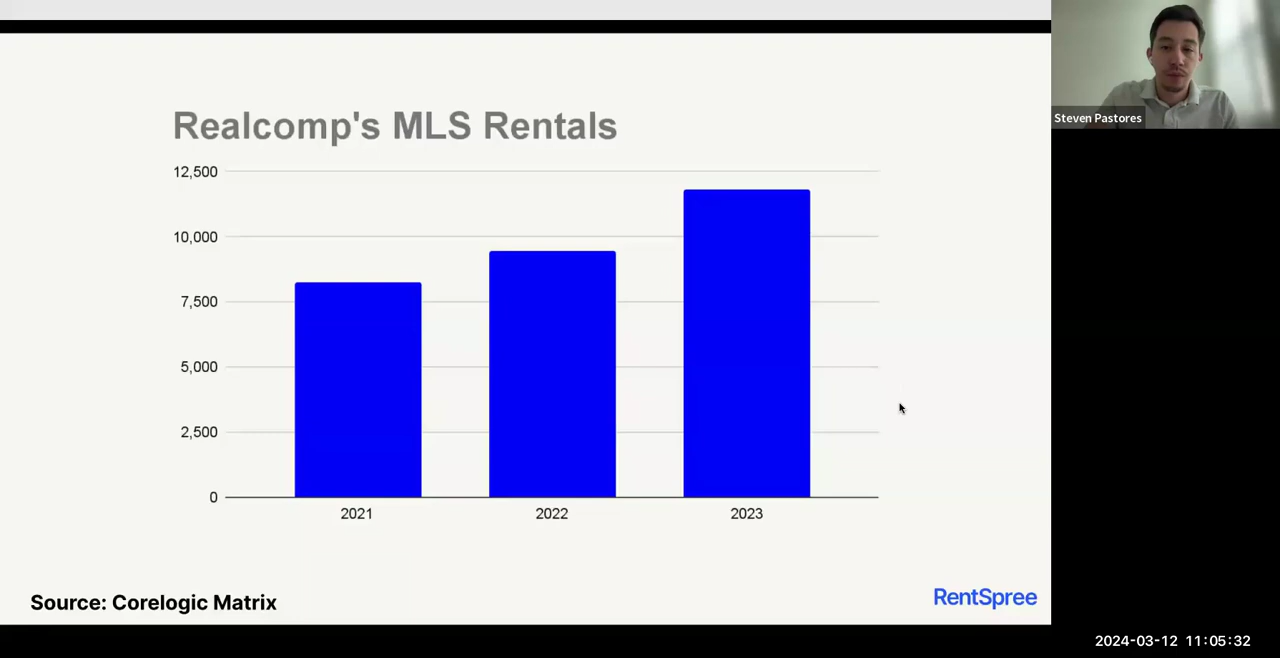 Realcomp's MLS Rentals
12,500
10,000
7,500
5,000
2,500
0
2021 2022 2023
Source: Corelogic Matrix
RentSpree
Steven Pastores
2024-03-12 11:05:32